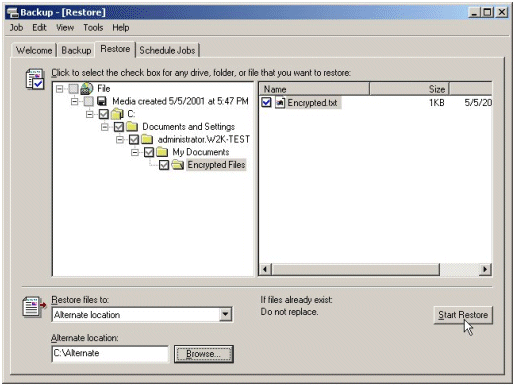 Backup - [Restore]
Job Edit View Tools Help
Welcome Backup Restore Schedule Jobs
Click to select the check box for any drive, folder, or file that you want to restore:
File
Media created 5/5/2001 at 5:47 PM
C:
Documents and Settings
administrator.W2K-TEST
My Documents
Encrypted Files
Name Size
Encrypted.txt 1KB 5/5/20
Restore files to:
Alternate location
If files already exist:
Do not replace.
Start Restore
Alternate location:
C:\Alternate
Browse...